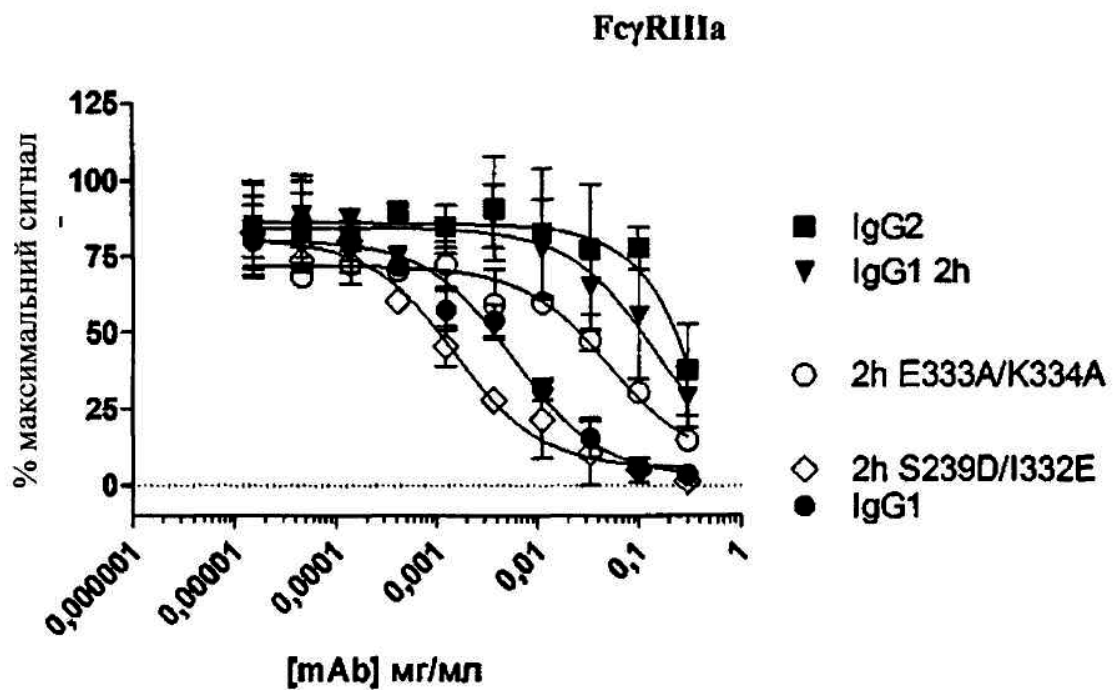 FcγRIIIa
% максимальний сигнал
125
100
75
50
25
0
0,000001
0,00001
0,0001
0,001
0,01
0,1
1
[mAb] мг/мл
IgG2
IgG1 2h
2h E333A/K334A
2h S239D/I332E
IgG1